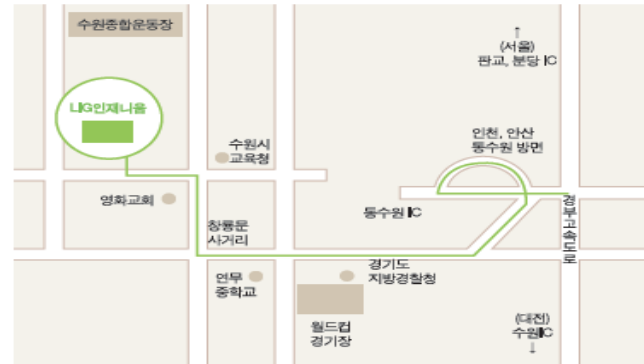 수원종합운동장
↑
(서울)
판교, 분당 IC
LIG인재니움
인천, 안산
동수원 방면
수원시
교육청
영화교회
동수원 IC
경부고속도로
창룡문
사거리
경기도
지방경찰청
연무
중학교
월드컵
경기장
(대전)
수원IC
↓